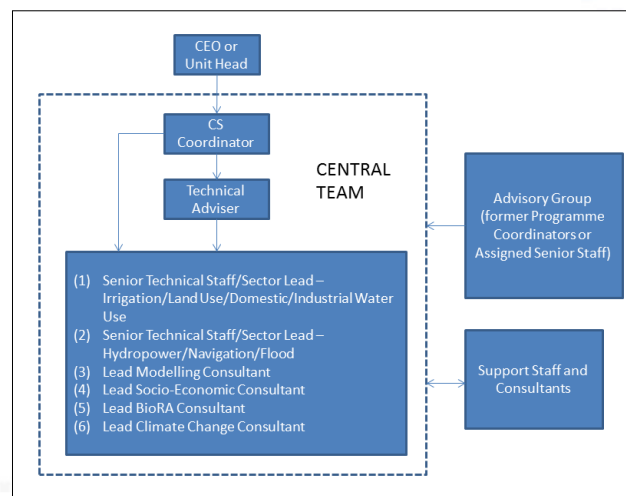 CEO or
Unit Head
CS
Coordinator
CENTRAL
TEAM
Technical
Adviser
Advisory Group
(former Programme
Coordinators or
Assigned Senior Staff)
(1) Senior Technical Staff/Sector Lead –
Irrigation/Land Use/Domestic/Industrial Water
Use
(2) Senior Technical Staff/Sector Lead –
Hydropower/Navigation/Flood
(3) Lead Modelling Consultant
(4) Lead Socio-Economic Consultant
(5) Lead BioRA Consultant
(6) Lead Climate Change Consultant
Support Staff and
Consultants